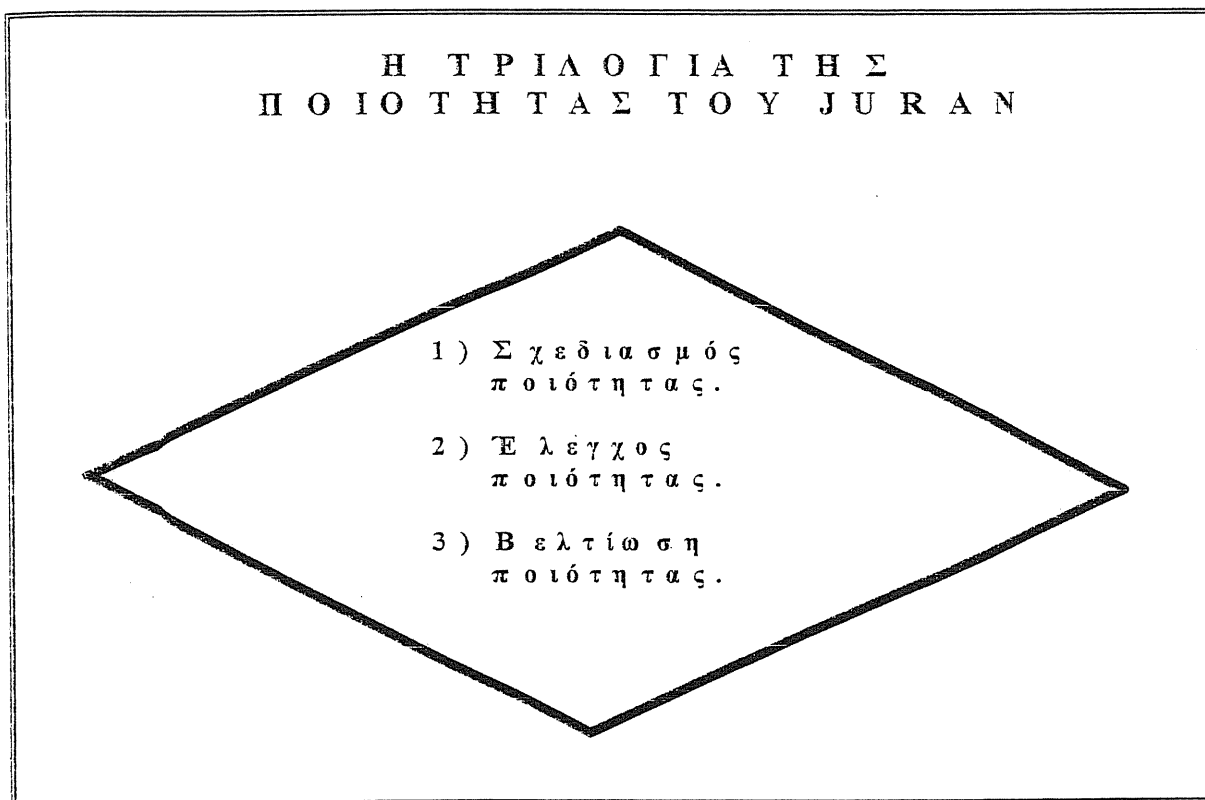 Η ΤΡΙΛΟΓΙΑ ΤΗΣ
ΠΟΙΟΤΗΤΑΣ ΤΟΥ JURAN
1) Σχεδιασμός
ποιότητας.
2) Έλεγχος
ποιότητας.
3) Βελτίωση
ποιότητας.